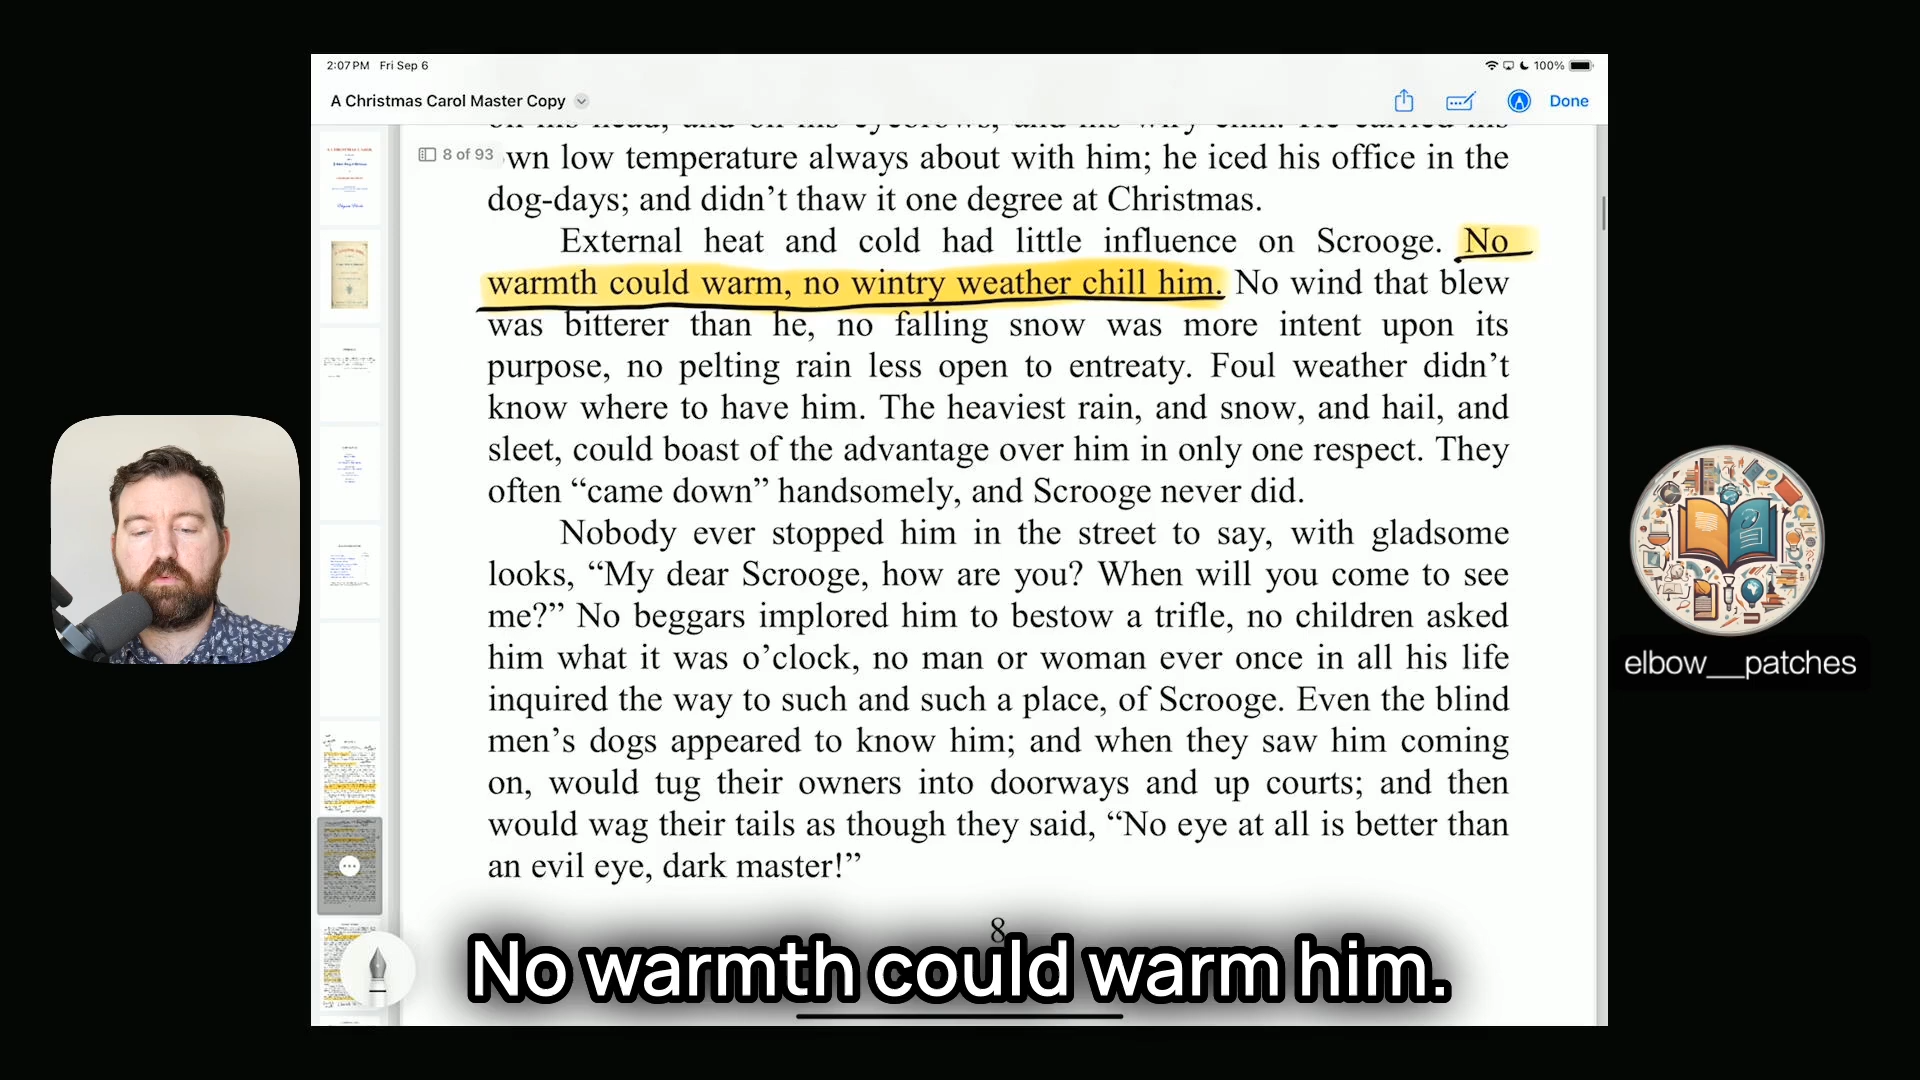 2:07 PM Fri Sep 6
100%
A Christmas Carol Master Copy
Done
8 of 93
wn low temperature always about with him; he iced his office in the
dog-days; and didn’t thaw it one degree at Christmas.
External heat and cold had little influence on Scrooge. No
warmth could warm, no wintry weather chill him. No wind that blew
was bitterer than he, no falling snow was more intent upon its
purpose, no pelting rain less open to entreaty. Foul weather didn’t
know where to have him. The heaviest rain, and snow, and hail, and
sleet, could boast of the advantage over him in only one respect. They
often “came down” handsomely, and Scrooge never did.
Nobody ever stopped him in the street to say, with gladsome
looks, “My dear Scrooge, how are you? When will you come to see
me?” No beggars implored him to bestow a trifle, no children asked
him what it was o’clock, no man or woman ever once in all his life
inquired the way to such and such a place, of Scrooge. Even the blind
men’s dogs appeared to know him; and when they saw him coming
on, would tug their owners into doorways and up courts; and then
would wag their tails as though they said, “No eye at all is better than
an evil eye, dark master!”
8
No warmth could warm him.
elbow__patches